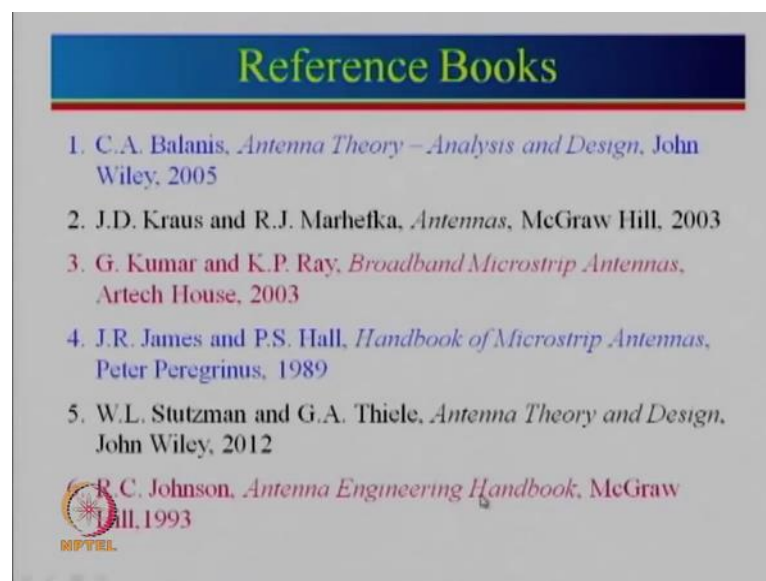 Reference Books
1. C.A. Balanis, Antenna Theory – Analysis and Design, John
Wiley, 2005
2. J.D. Kraus and R.J. Marhefka, Antennas, McGraw Hill, 2003
3. G. Kumar and K.P. Ray, Broadband Microstrip Antennas,
Artech House, 2003
4. J.R. James and P.S. Hall, Handbook of Microstrip Antennas,
Peter Peregrinus, 1989
5. W.L. Stutzman and G.A. Thiele, Antenna Theory and Design,
John Wiley, 2012
6. R.C. Johnson, Antenna Engineering Handbook, McGraw
Hill,1993
NPTEL